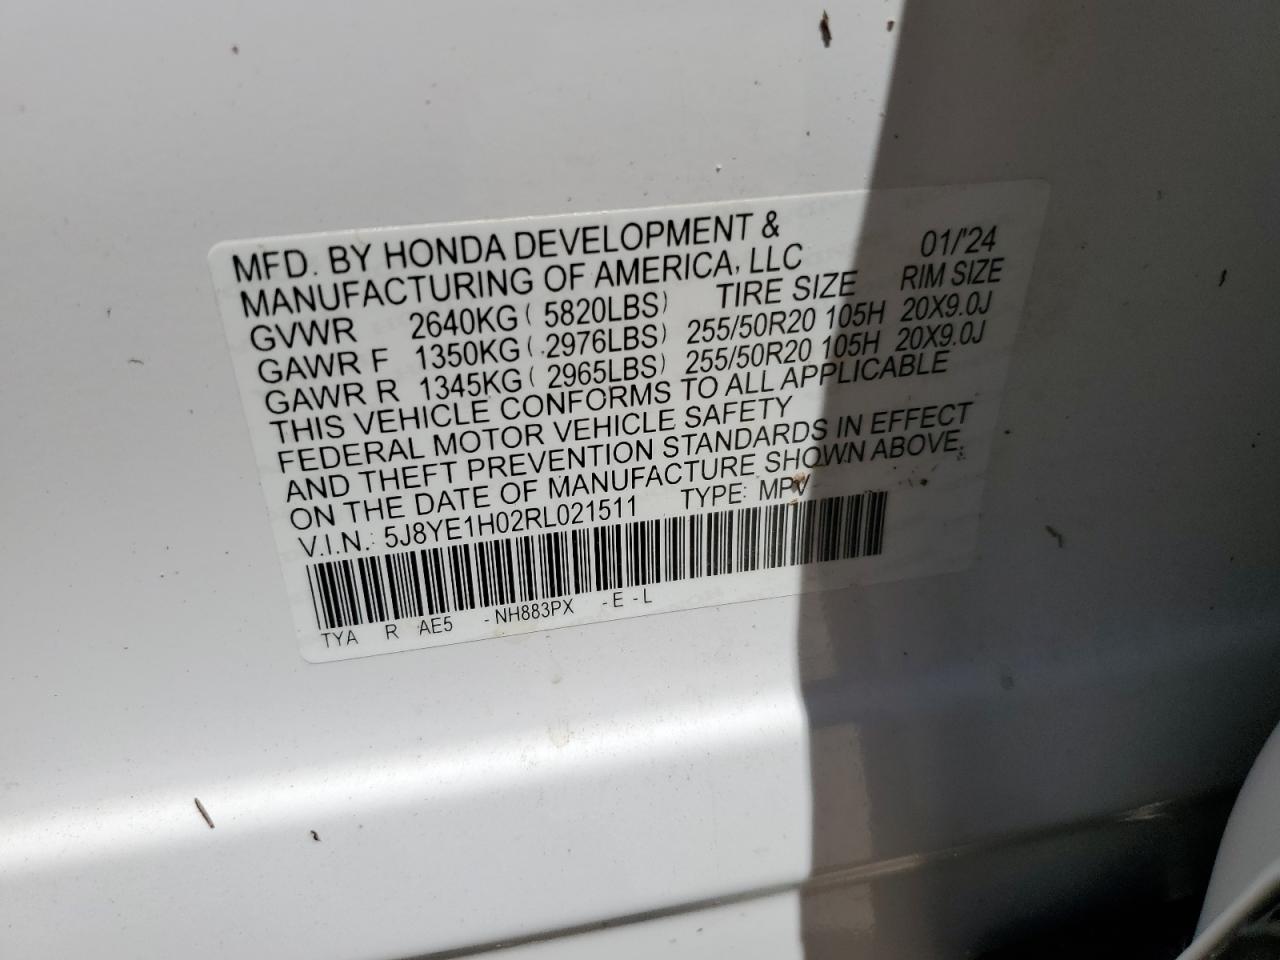 MFD. BY HONDA DEVELOPMENT & 01/'24
MANUFACTURING OF AMERICA, LLC
TIRE SIZE RIM SIZE
GVWR 2640KG ( 5820LBS)
GAWR F 1350KG ( 2976LBS) 255/50R20 105H 20X9.0J
GAWR R 1345KG ( 2965LBS) 255/50R20 105H 20X9.0J
THIS VEHICLE CONFORMS TO ALL APPLICABLE
FEDERAL MOTOR VEHICLE SAFETY
AND THEFT PREVENTION STANDARDS IN EFFECT
ON THE DATE OF MANUFACTURE SHOWN ABOVE.
V.I.N.: 5J8YE1H02RL021511 TYPE: MPV
TYA R AE5 - NH883PX - E - L